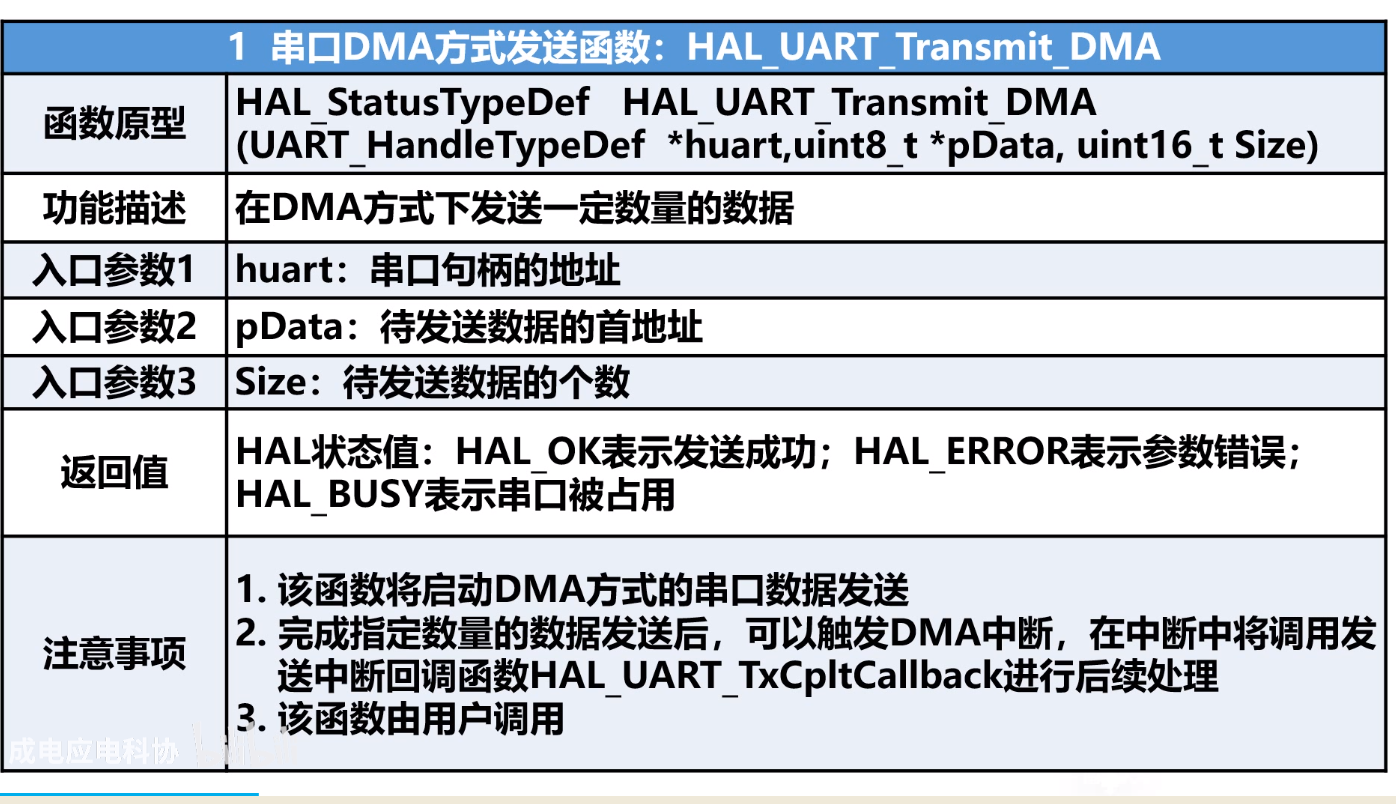 1 串口DMA方式发送函数：HAL_UART_Transmit_DMA
函数原型
HAL_StatusTypeDef HAL_UART_Transmit_DMA
(UART_HandleTypeDef *huart,uint8_t *pData, uint16_t Size)
功能描述
在DMA方式下发送一定数量的数据
入口参数1
huart：串口句柄的地址
入口参数2
pData：待发送数据的首地址
入口参数3
Size：待发送数据的个数
返回值
HAL状态值：HAL_OK表示发送成功；HAL_ERROR表示参数错误；
HAL_BUSY表示串口被占用
注意事项
1. 该函数将启动DMA方式的串口数据发送
2. 完成指定数量的数据发送后，可以触发DMA中断，在中断中将调用发
送中断回调函数HAL_UART_TxCpltCallback进行后续处理
3. 该函数由用户调用
成电应电科协